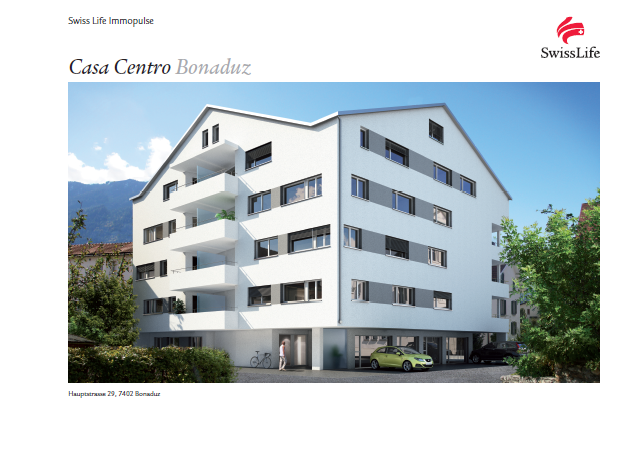 Swiss Life Immopulse
SwissLife
Casa Centro Bonaduz
Hauptstrasse 29, 7402 Bonaduz